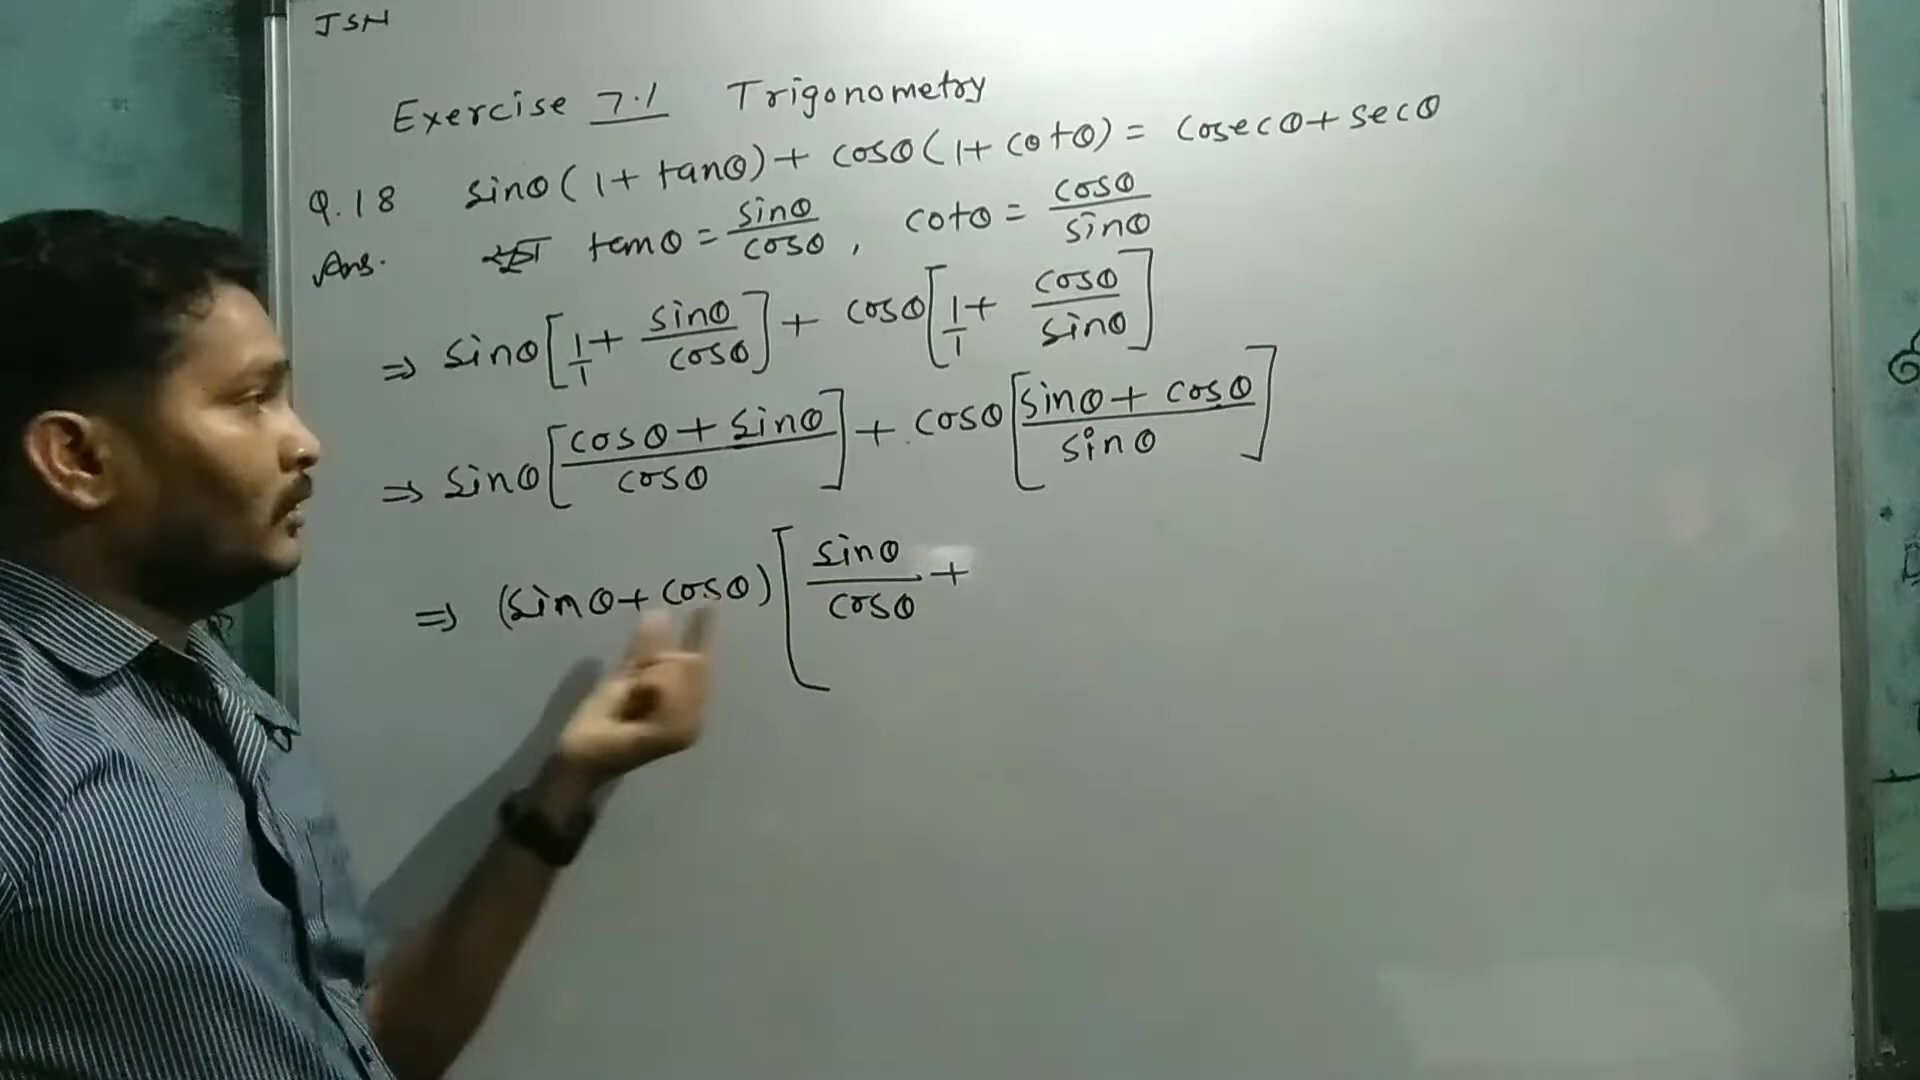 JSN
Exercise 7.1 Trigonometry
Q.18 sinθ(1+tanθ)+cosθ(1+cotθ)=cosecθ+secθ
Ans. tanθ=sinθ/cosθ, cotθ=cosθ/sinθ
⇒ sinθ[1/1+sinθ/cosθ]+cosθ[1/1+cosθ/sinθ]
⇒ sinθ[cosθ+sinθ/cosθ]+cosθ[sinθ+cosθ/sinθ]
⇒ (sinθ+cosθ)[sinθ/cosθ+